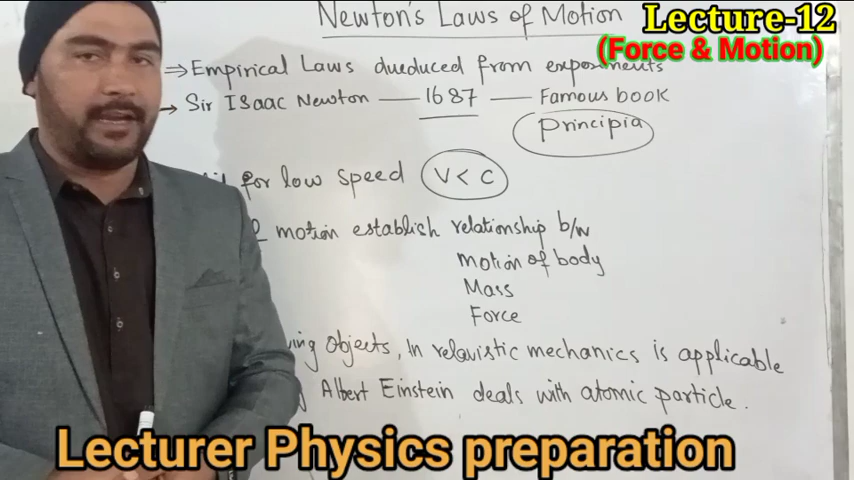 Newton's Laws of Motion
Lecture-12
(Force & Motion)
⇒ Empirical Laws dueduced from experiments
→ Sir Isaac Newton — 1687 — Famous book
Principia
for low speed V < C
motion establish relationship b/w
motion of body
Mass
Force
objects, In relavistic mechanics is applicable
Albert Einstein deals with atomic particle.
Lecturer Physics preparation